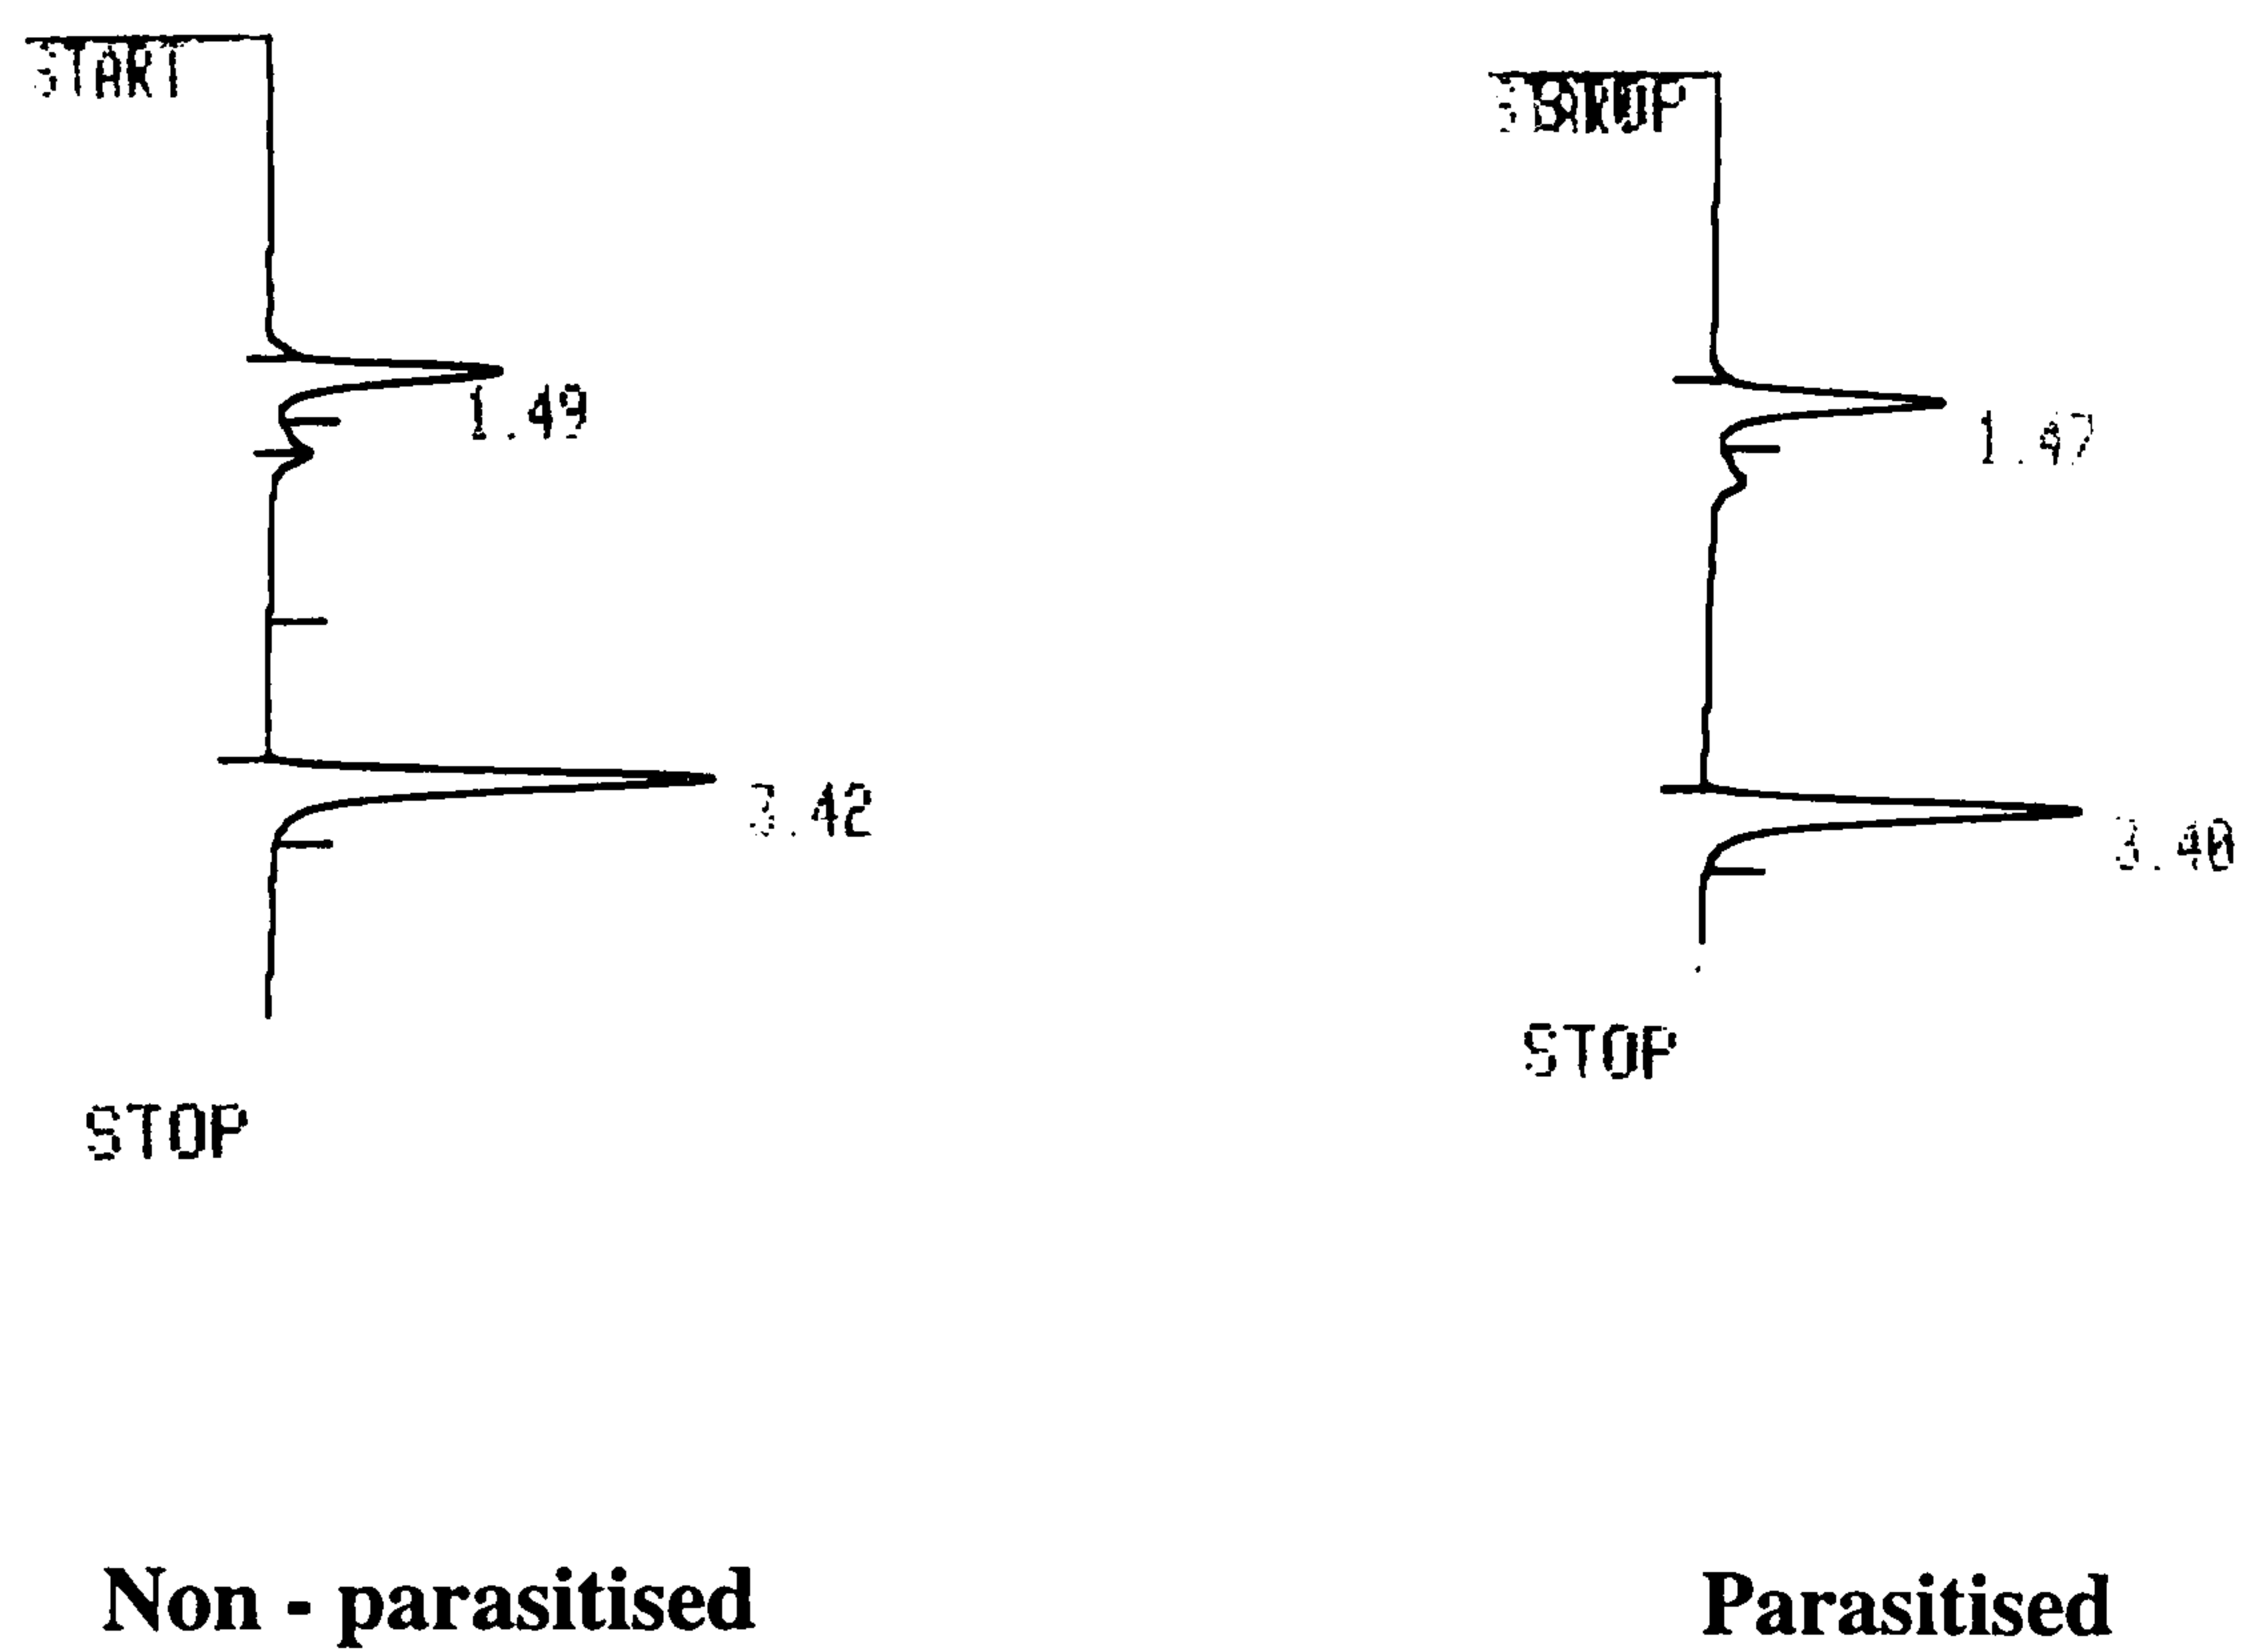 START
1.49
3.42
STOP
1.47
3.40
STOP
Non - parasitised
Parasitised